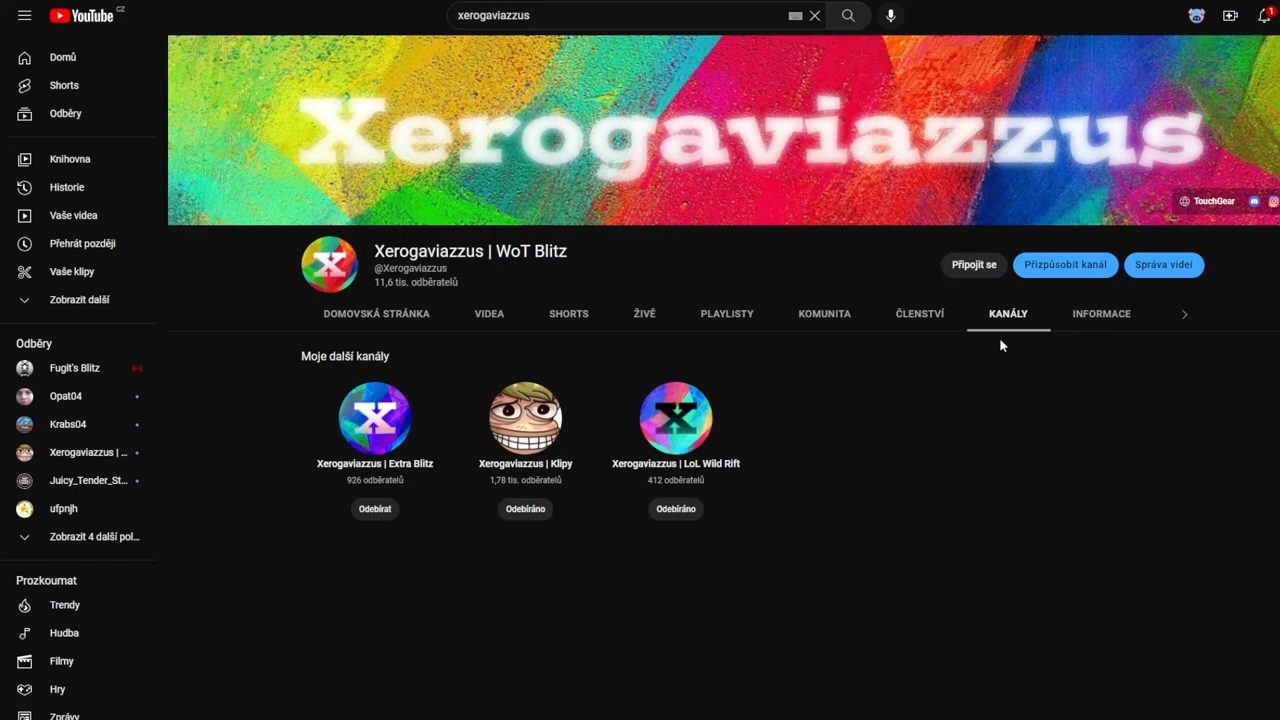 YouTube CZ
xerogaviazzus
1
Domů
Shorts
Odběry
Knihovna
Historie
Vaše videa
Přehrát později
Vaše klipy
Zobrazit další
Odběry
Fugit's Blitz
Opat04
Krabs04
Xerogaviazzus | ...
Juicy_Tender_St...
ufpnjh
Zobrazit 4 další pol...
Prozkoumat
Trendy
Hudba
Filmy
Hry
Zprávy
Xerogaviazzus
TouchGear
X
Xerogaviazzus | WoT Blitz
@Xerogaviazzus
11,6 tis. odběratelů
Připojit se
Přizpůsobit kanál
Správa videí
DOMOVSKÁ STRÁNKA
VIDEA
SHORTS
ŽIVĚ
PLAYLISTY
KOMUNITA
ČLENSTVÍ
KANÁLY
INFORMACE
Moje další kanály
X
Xerogaviazzus | Extra Blitz
926 odběratelů
Odebírat
Xerogaviazzus | Klipy
1,78 tis. odběratelů
Odebíráno
X
Xerogaviazzus | LoL Wild Rift
412 odběratelů
Odebíráno